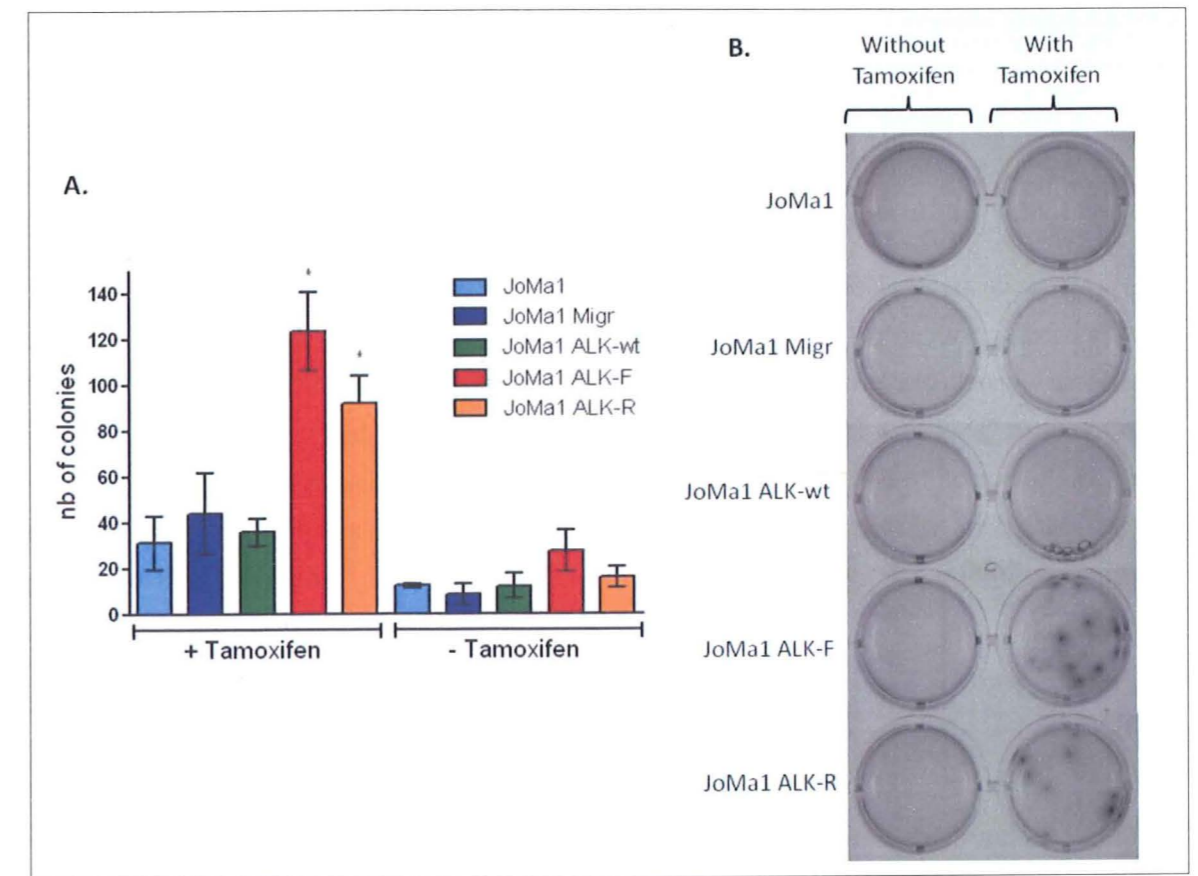 A.
140
120
100
80
60
40
20
0
nb of colonies
*
*
JoMa1
JoMa1 Migr
JoMa1 ALK-wt
JoMa1 ALK-F
JoMa1 ALK-R
+ Tamoxifen
- Tamoxifen
B.
Without
Tamoxifen
With
Tamoxifen
JoMa1
JoMa1 Migr
JoMa1 ALK-wt
JoMa1 ALK-F
JoMa1 ALK-R